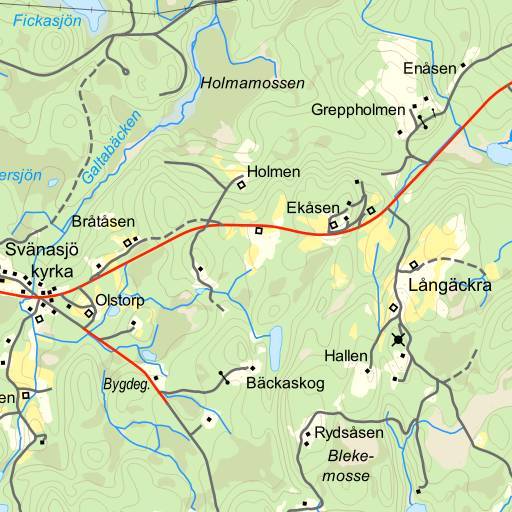 Fickasjön
Enåsen
Holmamossen
Greppholmen
Galtabäcken
ersjön
Holmen
Ekåsen
Bråtåsen
Svänasjö
kyrka
Långäckra
Olstorp
Hallen
Bygdeg.
Bäckaskog
en
Rydsåsen
Bleke-
mosse